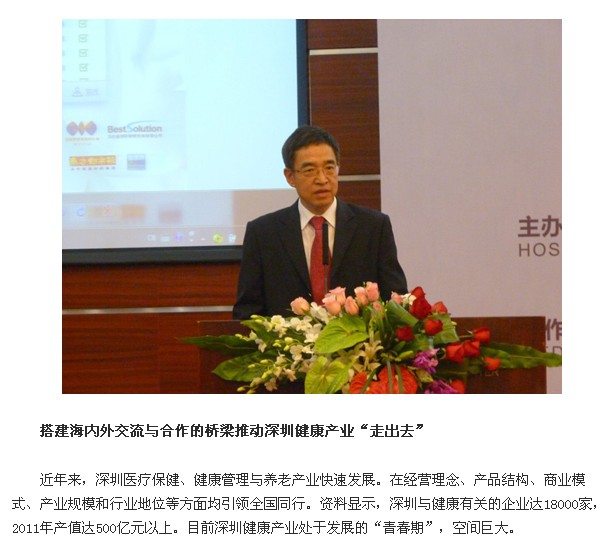 BestSolution
主办
HOS
作
搭建海内外交流与合作的桥梁推动深圳健康产业“走出去”
近年来，深圳医疗保健、健康管理与养老产业快速发展。在经营理念、产品结构、商业模
式、产业规模和行业地位等方面均引领全国同行。资料显示，深圳与健康有关的企业达18000家，
2011年产值达500亿元以上。目前深圳健康产业处于发展的“青春期”，空间巨大。